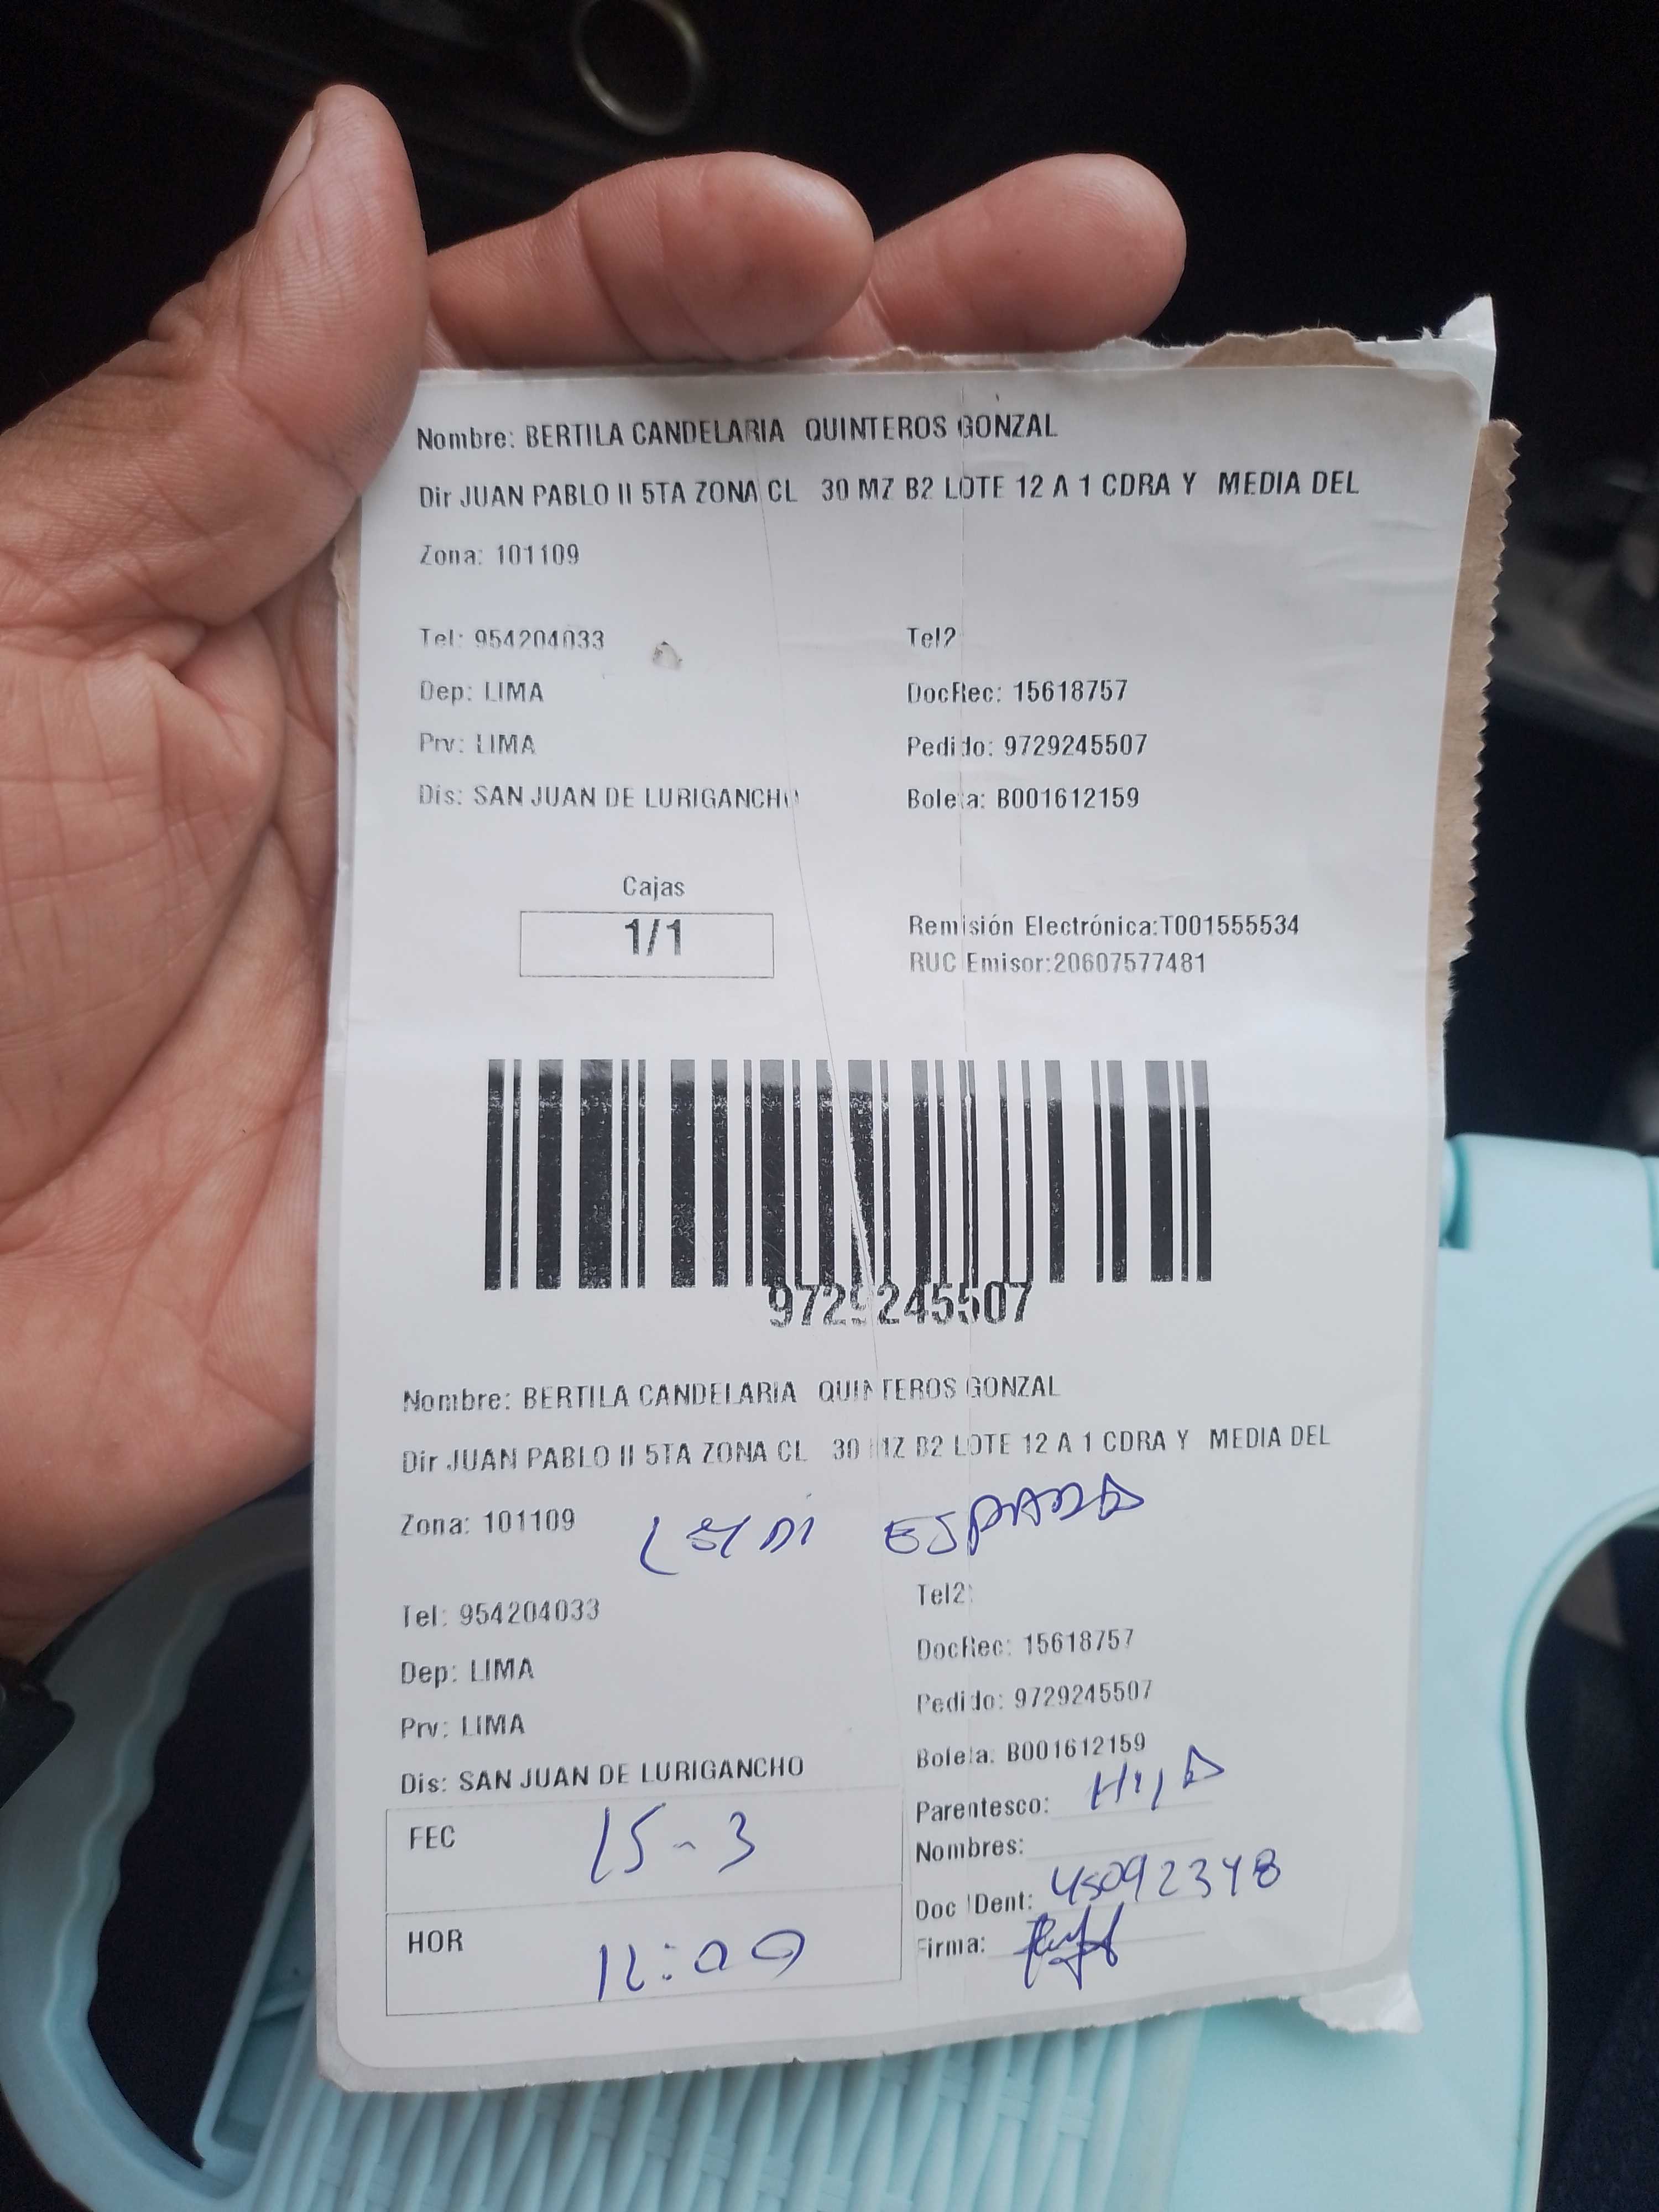 Nombre: BERTILA CANDELARIA QUINTEROS GONZAL
Dir JUAN PABLO II 5TA ZONA CL 30 MZ B2 LOTE 12 A 1 CDRA Y MEDIA DEL
Zona: 101109
Tel: 954204033 Tel2
Dep: LIMA DocRec: 15618757
Prv: LIMA Pedido: 9729245507
Dis: SAN JUAN DE LURIGANCHO Boleta: B001612159
Cajas
1/1
Remisión Electrónica:T001555534
RUC Emisor:20607577481
9729245507
Nombre: BERTILA CANDELARIA QUINTEROS GONZAL
Dir JUAN PABLO II 5TA ZONA CL 30 MZ B2 LOTE 12 A 1 CDRA Y MEDIA DEL
Zona: 101109 ESPADA
Tel: 954204033 Tel2:
Dep: LIMA DocRec: 15618757
Prv: LIMA Pedido: 9729245507
Dis: SAN JUAN DE LURIGANCHO Boleta: B001612159
Parentesco: HIJA
FEC 15-3
Nombres:
Doc IDent: 45092348
HOR 12:00
Firma: